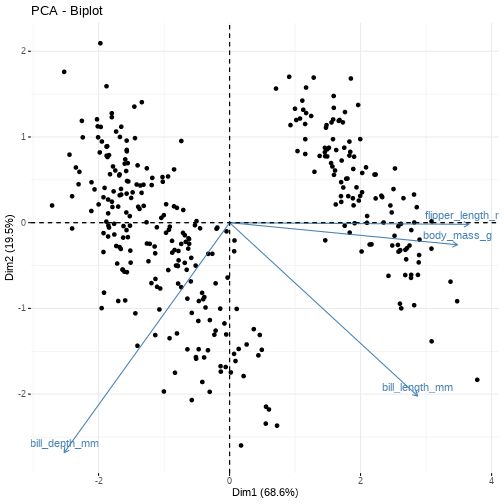 PCA - Biplot
2
1
0
-1
-2
Dim2 (19.5%)
flipper_length_r
body_mass_g
bill_length_mm
bill_depth_mm
-2
0
2
4
Dim1 (68.6%)